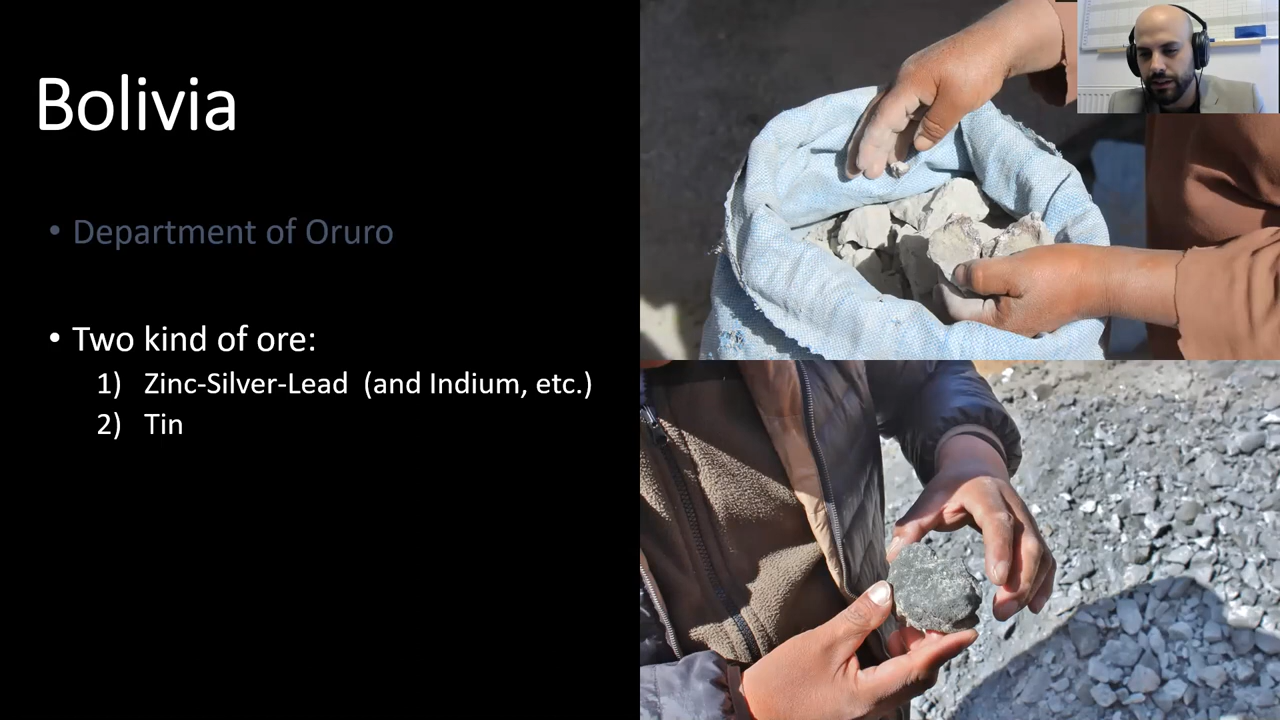 Bolivia
• Department of Oruro
• Two kind of ore:
1) Zinc-Silver-Lead (and Indium, etc.)
2) Tin